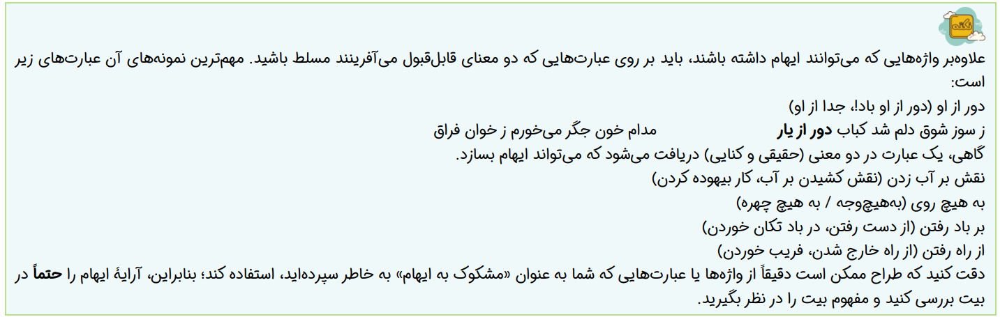 نکته
علاوه‌بر واژه‌هایی که می‌توانند ایهام داشته باشند، باید بر روی عبارت‌هایی که دو معنای قابل‌قبول می‌آفرینند مسلط باشید. مهم‌ترین نمونه‌های آن عبارت‌های زیر
است:
دور از او (دور از او باد!، جدا از او)
ز سوز شوق دلم شد کباب دور از یار مدام خون جگر می‌خورم ز خوان فراق
گاهی، یک عبارت در دو معنی (حقیقی و کنایی) دریافت می‌شود که می‌تواند ایهام بسازد.
نقش بر آب زدن (نقش کشیدن بر آب، کار بیهوده کردن)
به هیچ روی (به‌هیچ‌وجه / به هیچ چهره)
بر باد رفتن (از دست رفتن، در باد تکان خوردن)
از راه رفتن (از راه خارج شدن، فریب خوردن)
دقت کنید که طراح ممکن است دقیقاً از واژه‌ها یا عبارت‌هایی که شما به عنوان «مشکوک به ایهام» به خاطر سپرده‌اید، استفاده کند؛ بنابراین، آرایهٔ ایهام را حتماً در
بیت بررسی کنید و مفهوم بیت را در نظر بگیرید.